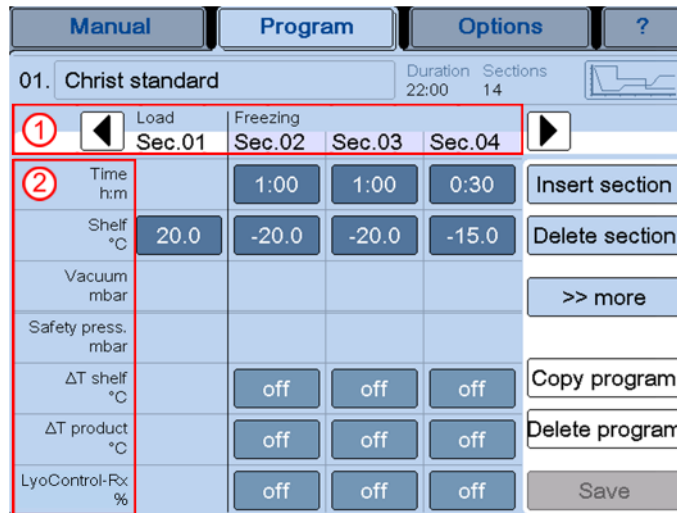 Manual Program Options ?
01. Christ standard Duration Sections
22:00 14
1 Load Freezing
Sec.01 Sec.02 Sec.03 Sec.04
2 Time 1:00 1:00 0:30 Insert section
h:m
Shelf 20.0 -20.0 -20.0 -15.0 Delete section
°C
Vacuum
mbar >> more
Safety press.
mbar
ΔT shelf off off off Copy program
°C
ΔT product off off off Delete program
°C
LyoControl-Rx off off off Save
%